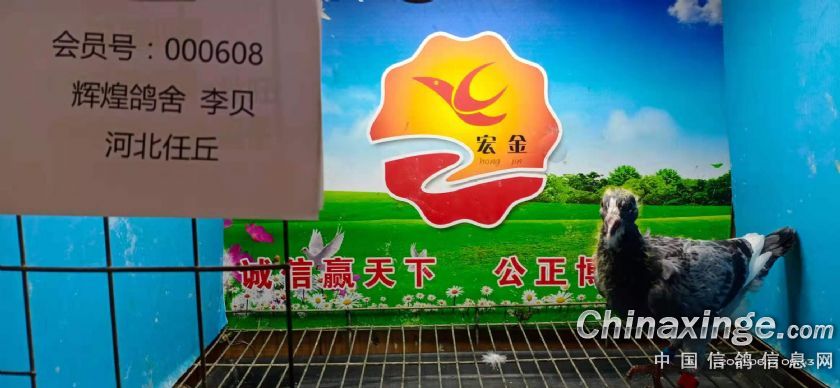 会员号：000608
辉煌鸽舍 李贝
河北任丘
宏金
hong jin
诚信赢天下 公正博
Chinaxinge.com
中国信鸽信息网